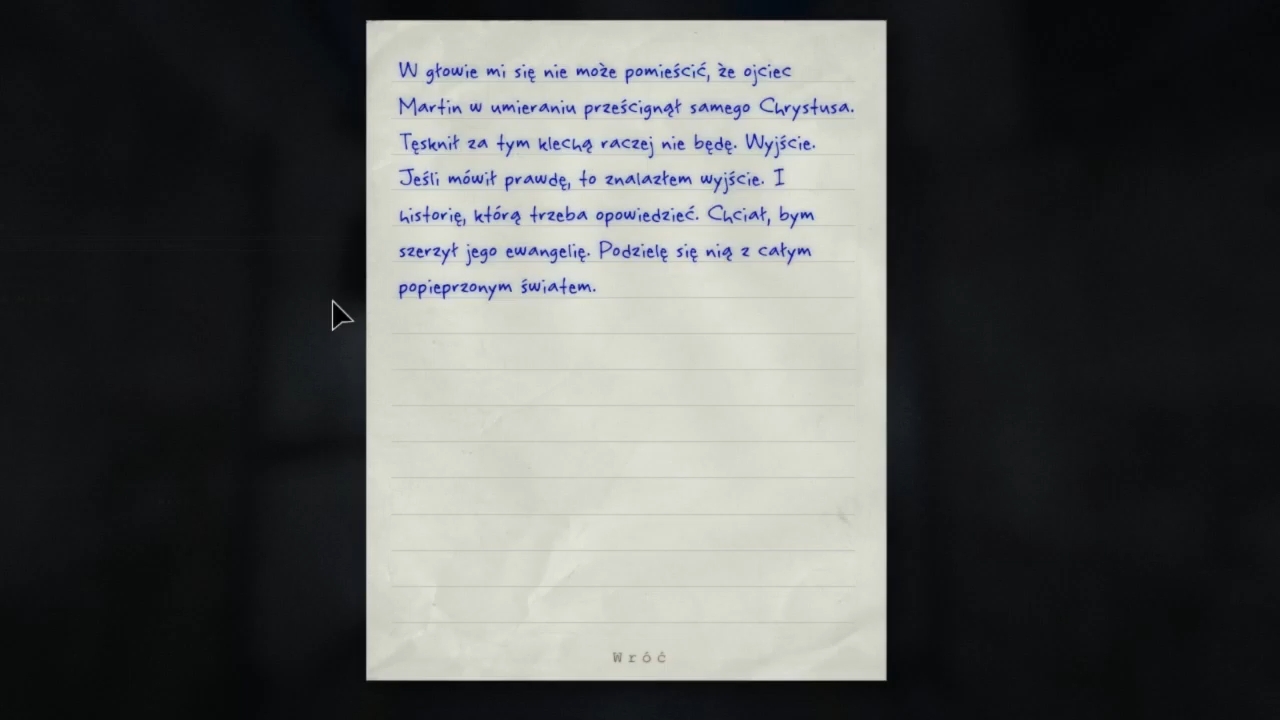 W głowie mi się nie może pomieścić, że ojciec
Martin w umieraniu prześcignął samego Chrystusa.
Tęsknił za tym klechą raczej nie będę. Wyjście.
Jeśli mówił prawdę, to znalazłem wyjście. I
historię, którą trzeba opowiedzieć. Chciał, bym
szerzył jego ewangelię. Podzielę się nią z całym
popieprzonym światem.
Wróć